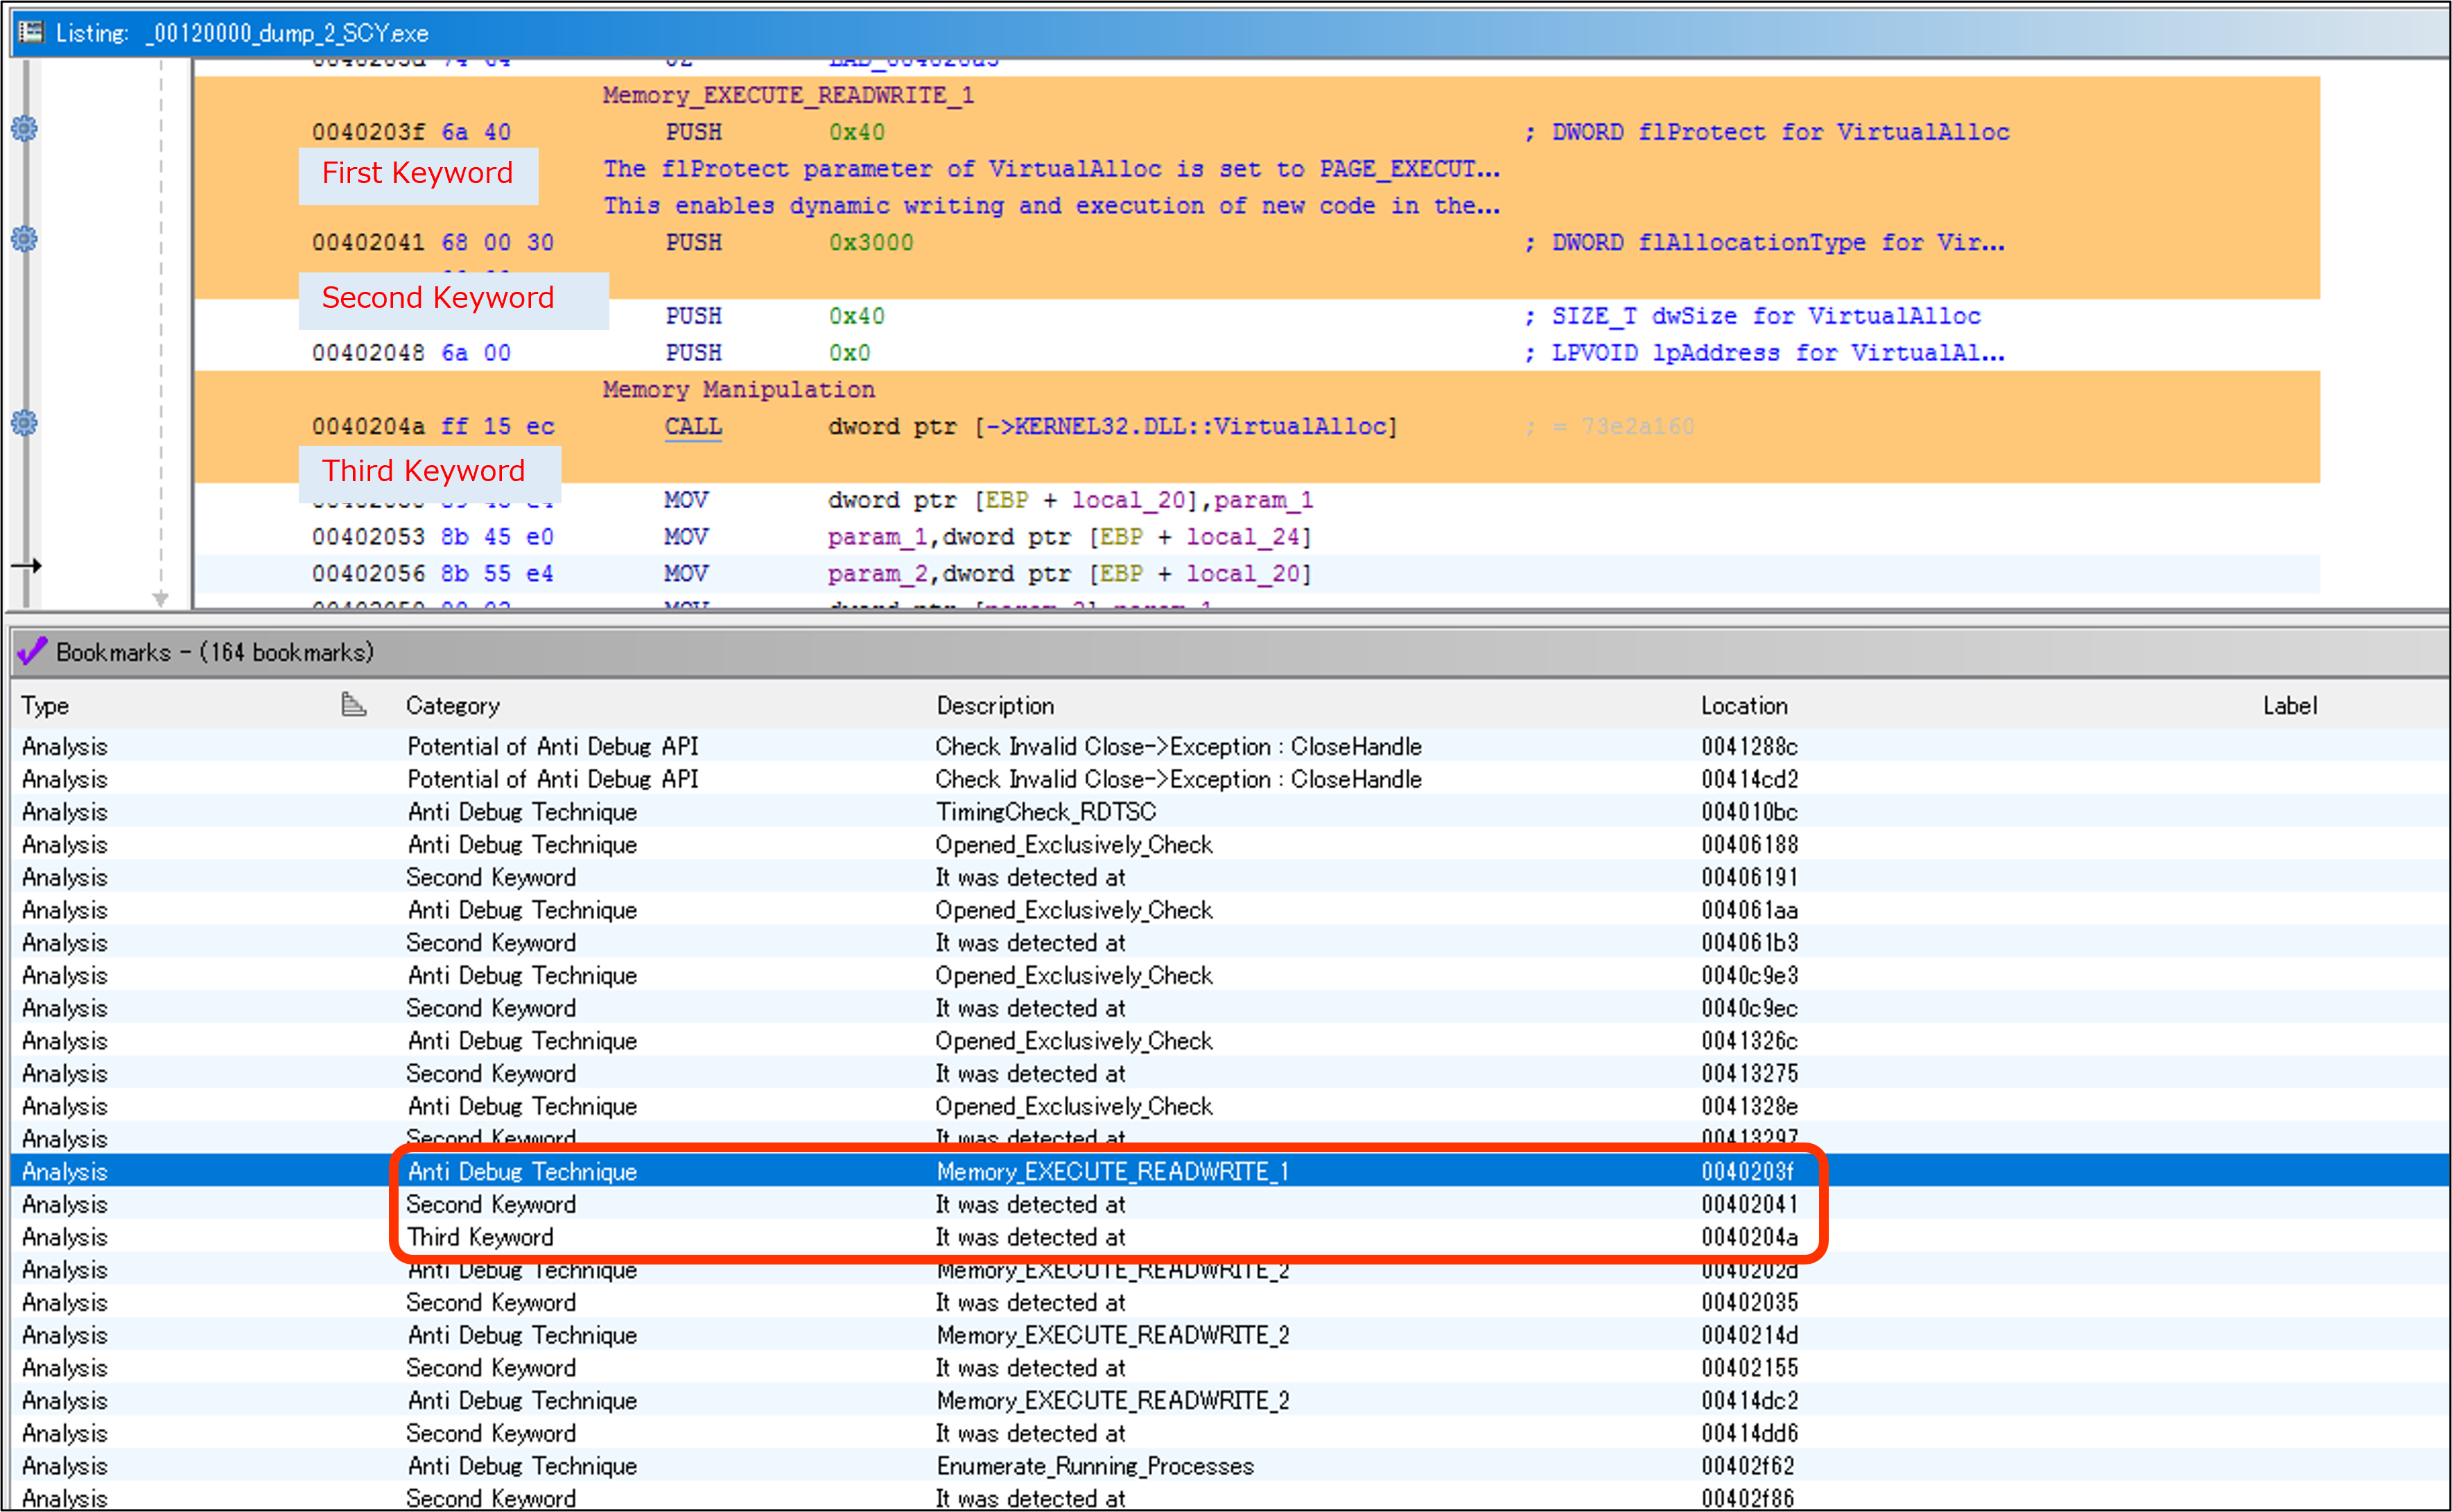 Listing: _00120000_dump_2_SCY.exe
Memory_EXECUTE_READWRITE_1
0040203f 6a 40 PUSH 0x40 ; DWORD flProtect for VirtualAlloc
First Keyword
The flProtect parameter of VirtualAlloc is set to PAGE_EXECUT...
This enables dynamic writing and execution of new code in the...
00402041 68 00 30 PUSH 0x3000 ; DWORD flAllocationType for Vir...
Second Keyword
PUSH 0x40 ; SIZE_T dwSize for VirtualAlloc
00402048 6a 00 PUSH 0x0 ; LPVOID lpAddress for VirtualAl...
Memory Manipulation
0040204a ff 15 ec CALL dword ptr [->KERNEL32.DLL::VirtualAlloc] ; = 73e2a160
Third Keyword
MOV dword ptr [EBP + local_20],param_1
00402053 8b 45 e0 MOV param_1,dword ptr [EBP + local_24]
00402056 8b 55 e4 MOV param_2,dword ptr [EBP + local_20]
Bookmarks - (164 bookmarks)
Type Category Description Location Label
Analysis Potential of Anti Debug API Check Invalid Close->Exception : CloseHandle 0041288c
Analysis Potential of Anti Debug API Check Invalid Close->Exception : CloseHandle 00414cd2
Analysis Anti Debug Technique TimingCheck_RDTSC 004010bc
Analysis Anti Debug Technique Opened_Exclusively_Check 00406188
Analysis Second Keyword It was detected at 00406191
Analysis Anti Debug Technique Opened_Exclusively_Check 004061aa
Analysis Second Keyword It was detected at 004061b3
Analysis Anti Debug Technique Opened_Exclusively_Check 0040c9e3
Analysis Second Keyword It was detected at 0040c9ec
Analysis Anti Debug Technique Opened_Exclusively_Check 0041326c
Analysis Second Keyword It was detected at 00413275
Analysis Anti Debug Technique Opened_Exclusively_Check 0041328e
Analysis Second Keyword It was detected at 00413297
Analysis Anti Debug Technique Memory_EXECUTE_READWRITE_1 0040203f
Analysis Second Keyword It was detected at 00402041
Analysis Third Keyword It was detected at 0040204a
Analysis Anti Debug Technique Memory_EXECUTE_READWRITE_2 0040202d
Analysis Second Keyword It was detected at 00402035
Analysis Anti Debug Technique Memory_EXECUTE_READWRITE_2 0040214d
Analysis Second Keyword It was detected at 00402155
Analysis Anti Debug Technique Memory_EXECUTE_READWRITE_2 00414dc2
Analysis Second Keyword It was detected at 00414dd6
Analysis Anti Debug Technique Enumerate_Running_Processes 00402f62
Analysis Second Keyword It was detected at 00402f86